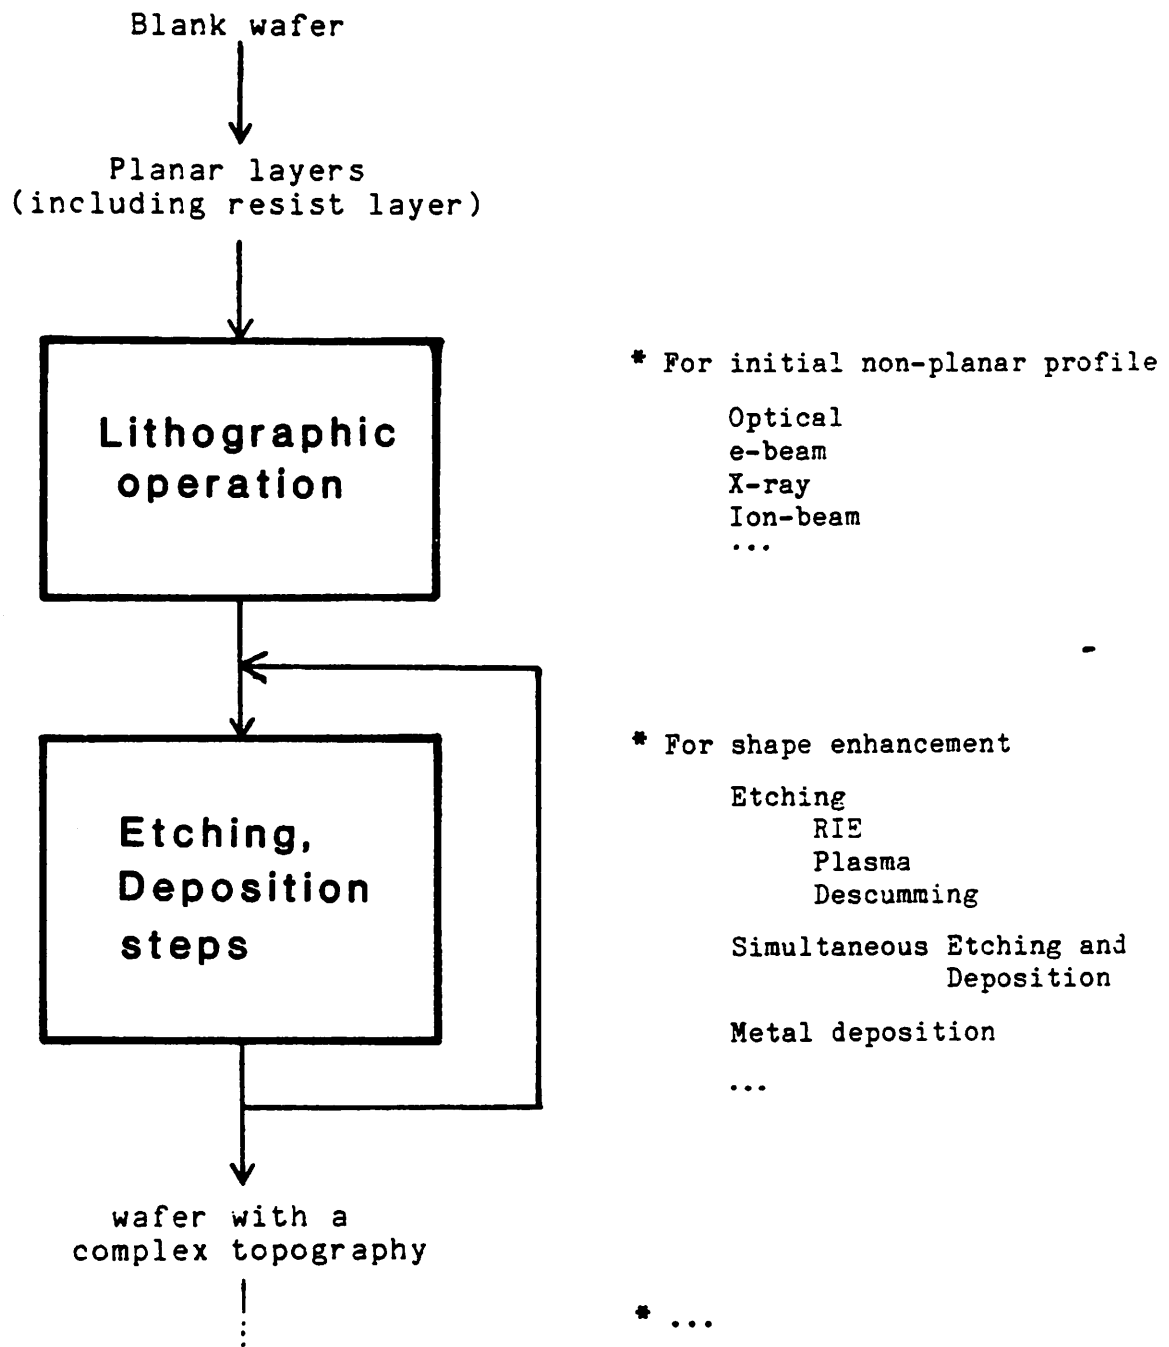 Blank wafer
Planar layers
(including resist layer)
Lithographic
operation
* For initial non-planar profile
Optical
e-beam
X-ray
Ion-beam
...
Etching,
Deposition
steps
* For shape enhancement
Etching
RIE
Plasma
Descumming
Simultaneous Etching and
Deposition
Metal deposition
...
wafer with a
complex topography
* ...